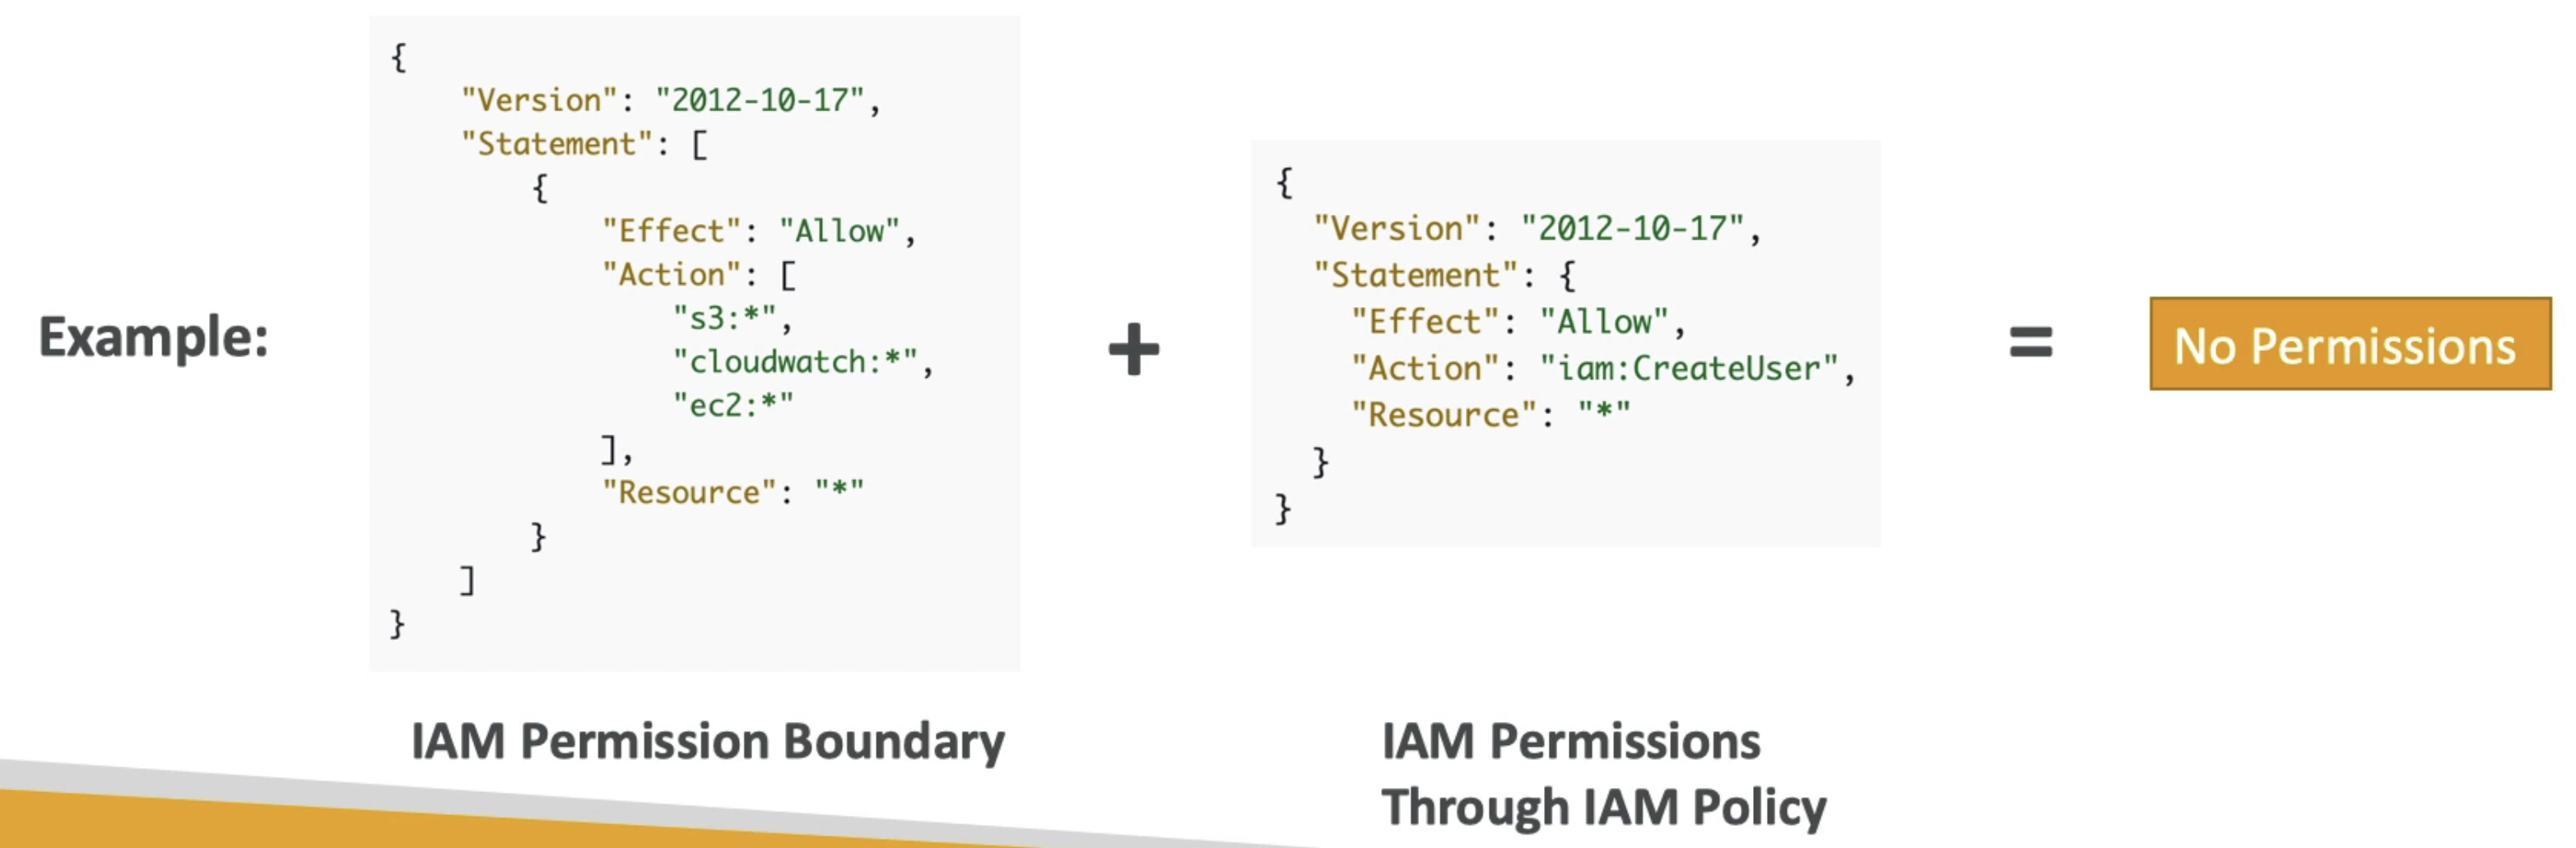 Example:
{
    "Version": "2012-10-17",
    "Statement": [
        {
            "Effect": "Allow",
            "Action": [
                "s3:*",
                "cloudwatch:*",
                "ec2:*"
            ],
            "Resource": "*"
        }
    ]
}
IAM Permission Boundary
+
{
  "Version": "2012-10-17",
  "Statement": {
    "Effect": "Allow",
    "Action": "iam:CreateUser",
    "Resource": "*"
  }
}
IAM Permissions
Through IAM Policy
=
No Permissions